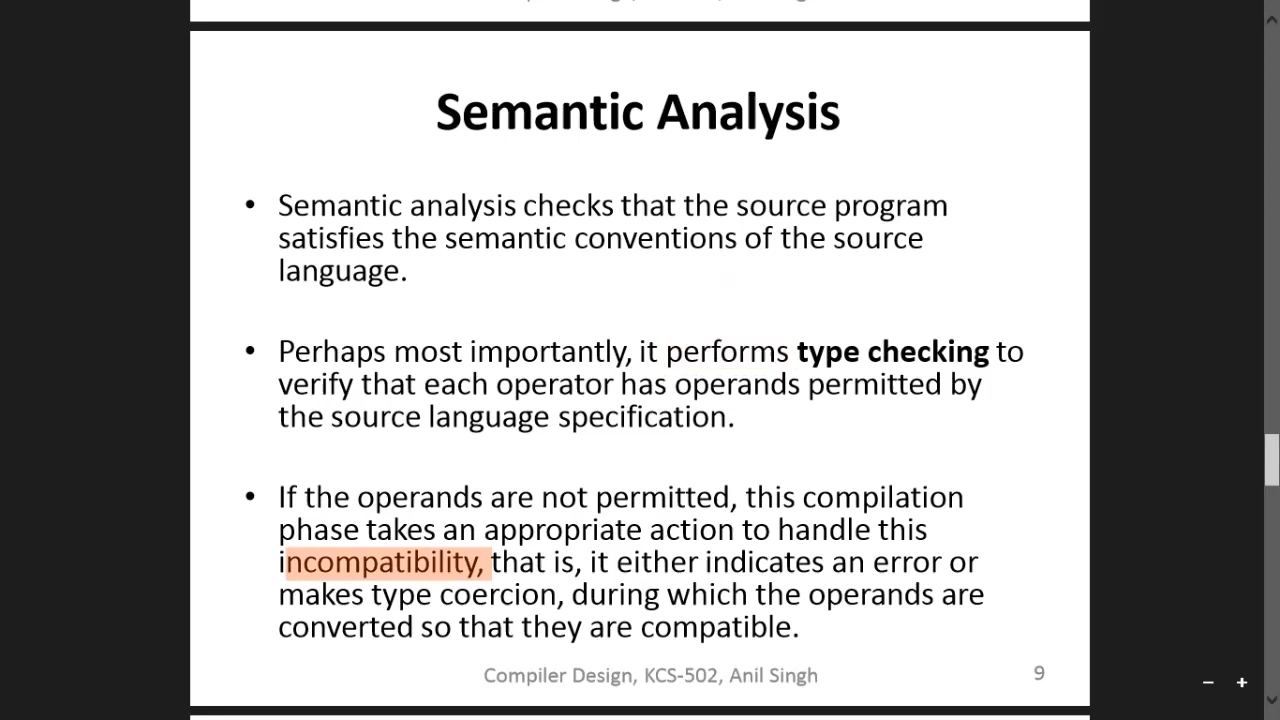 Semantic Analysis
• Semantic analysis checks that the source program
satisfies the semantic conventions of the source
language.
• Perhaps most importantly, it performs type checking to
verify that each operator has operands permitted by
the source language specification.
• If the operands are not permitted, this compilation
phase takes an appropriate action to handle this
incompatibility, that is, it either indicates an error or
makes type coercion, during which the operands are
converted so that they are compatible.
Compiler Design, KCS-502, Anil Singh
9